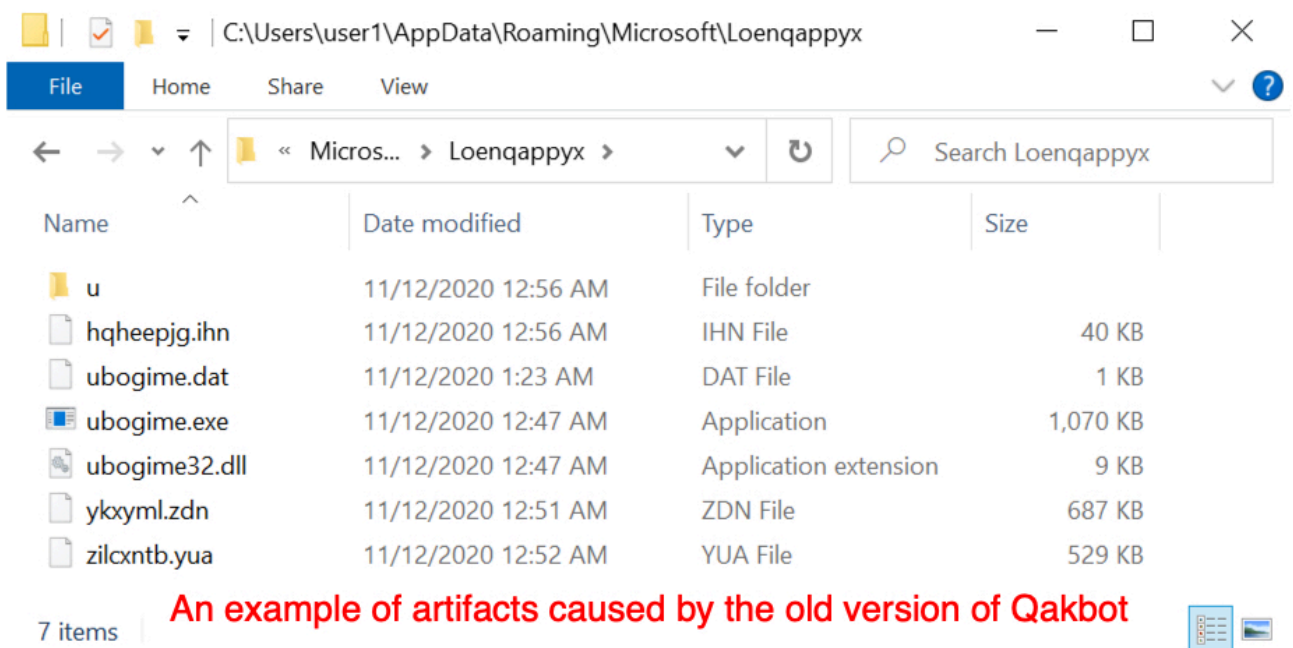 C:\Users\user1\AppData\Roaming\Microsoft\Loenqappyx
File Home Share View ?
« Micros... > Loenqappyx > Search Loenqappyx
Name Date modified Type Size
u 11/12/2020 12:56 AM File folder
hqheepjg.ihn 11/12/2020 12:56 AM IHN File 40 KB
ubogime.dat 11/12/2020 1:23 AM DAT File 1 KB
ubogime.exe 11/12/2020 12:47 AM Application 1,070 KB
ubogime32.dll 11/12/2020 12:47 AM Application extension 9 KB
ykxyml.zdn 11/12/2020 12:51 AM ZDN File 687 KB
zilcxntb.yua 11/12/2020 12:52 AM YUA File 529 KB
An example of artifacts caused by the old version of Qakbot
7 items